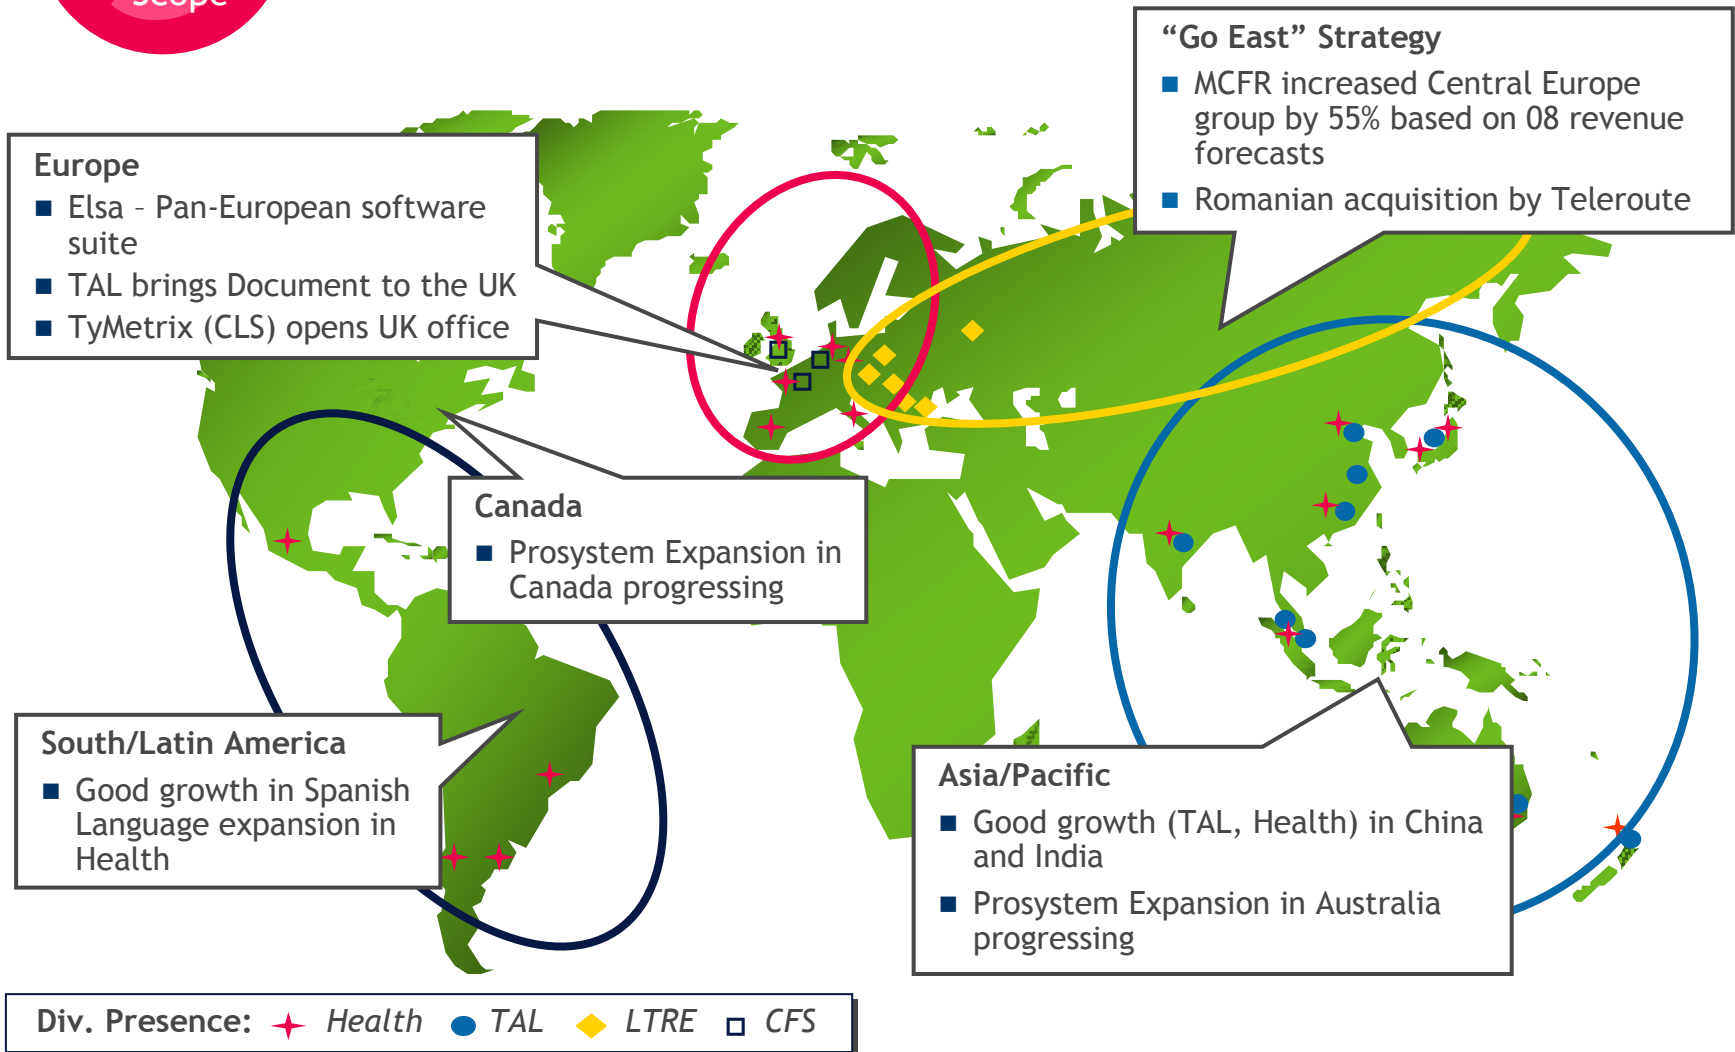 Scope
"Go East" Strategy
■ MCFR increased Central Europe
group by 55% based on 08 revenue
forecasts
■ Romanian acquisition by Teleroute
Europe
■ Elsa – Pan-European software
suite
■ TAL brings Document to the UK
■ TyMetrix (CLS) opens UK office
Canada
■ Prosystem Expansion in
Canada progressing
South/Latin America
■ Good growth in Spanish
Language expansion in
Health
Asia/Pacific
■ Good growth (TAL, Health) in China
and India
■ Prosystem Expansion in Australia
progressing
Div. Presence: Health TAL LTRE CFS